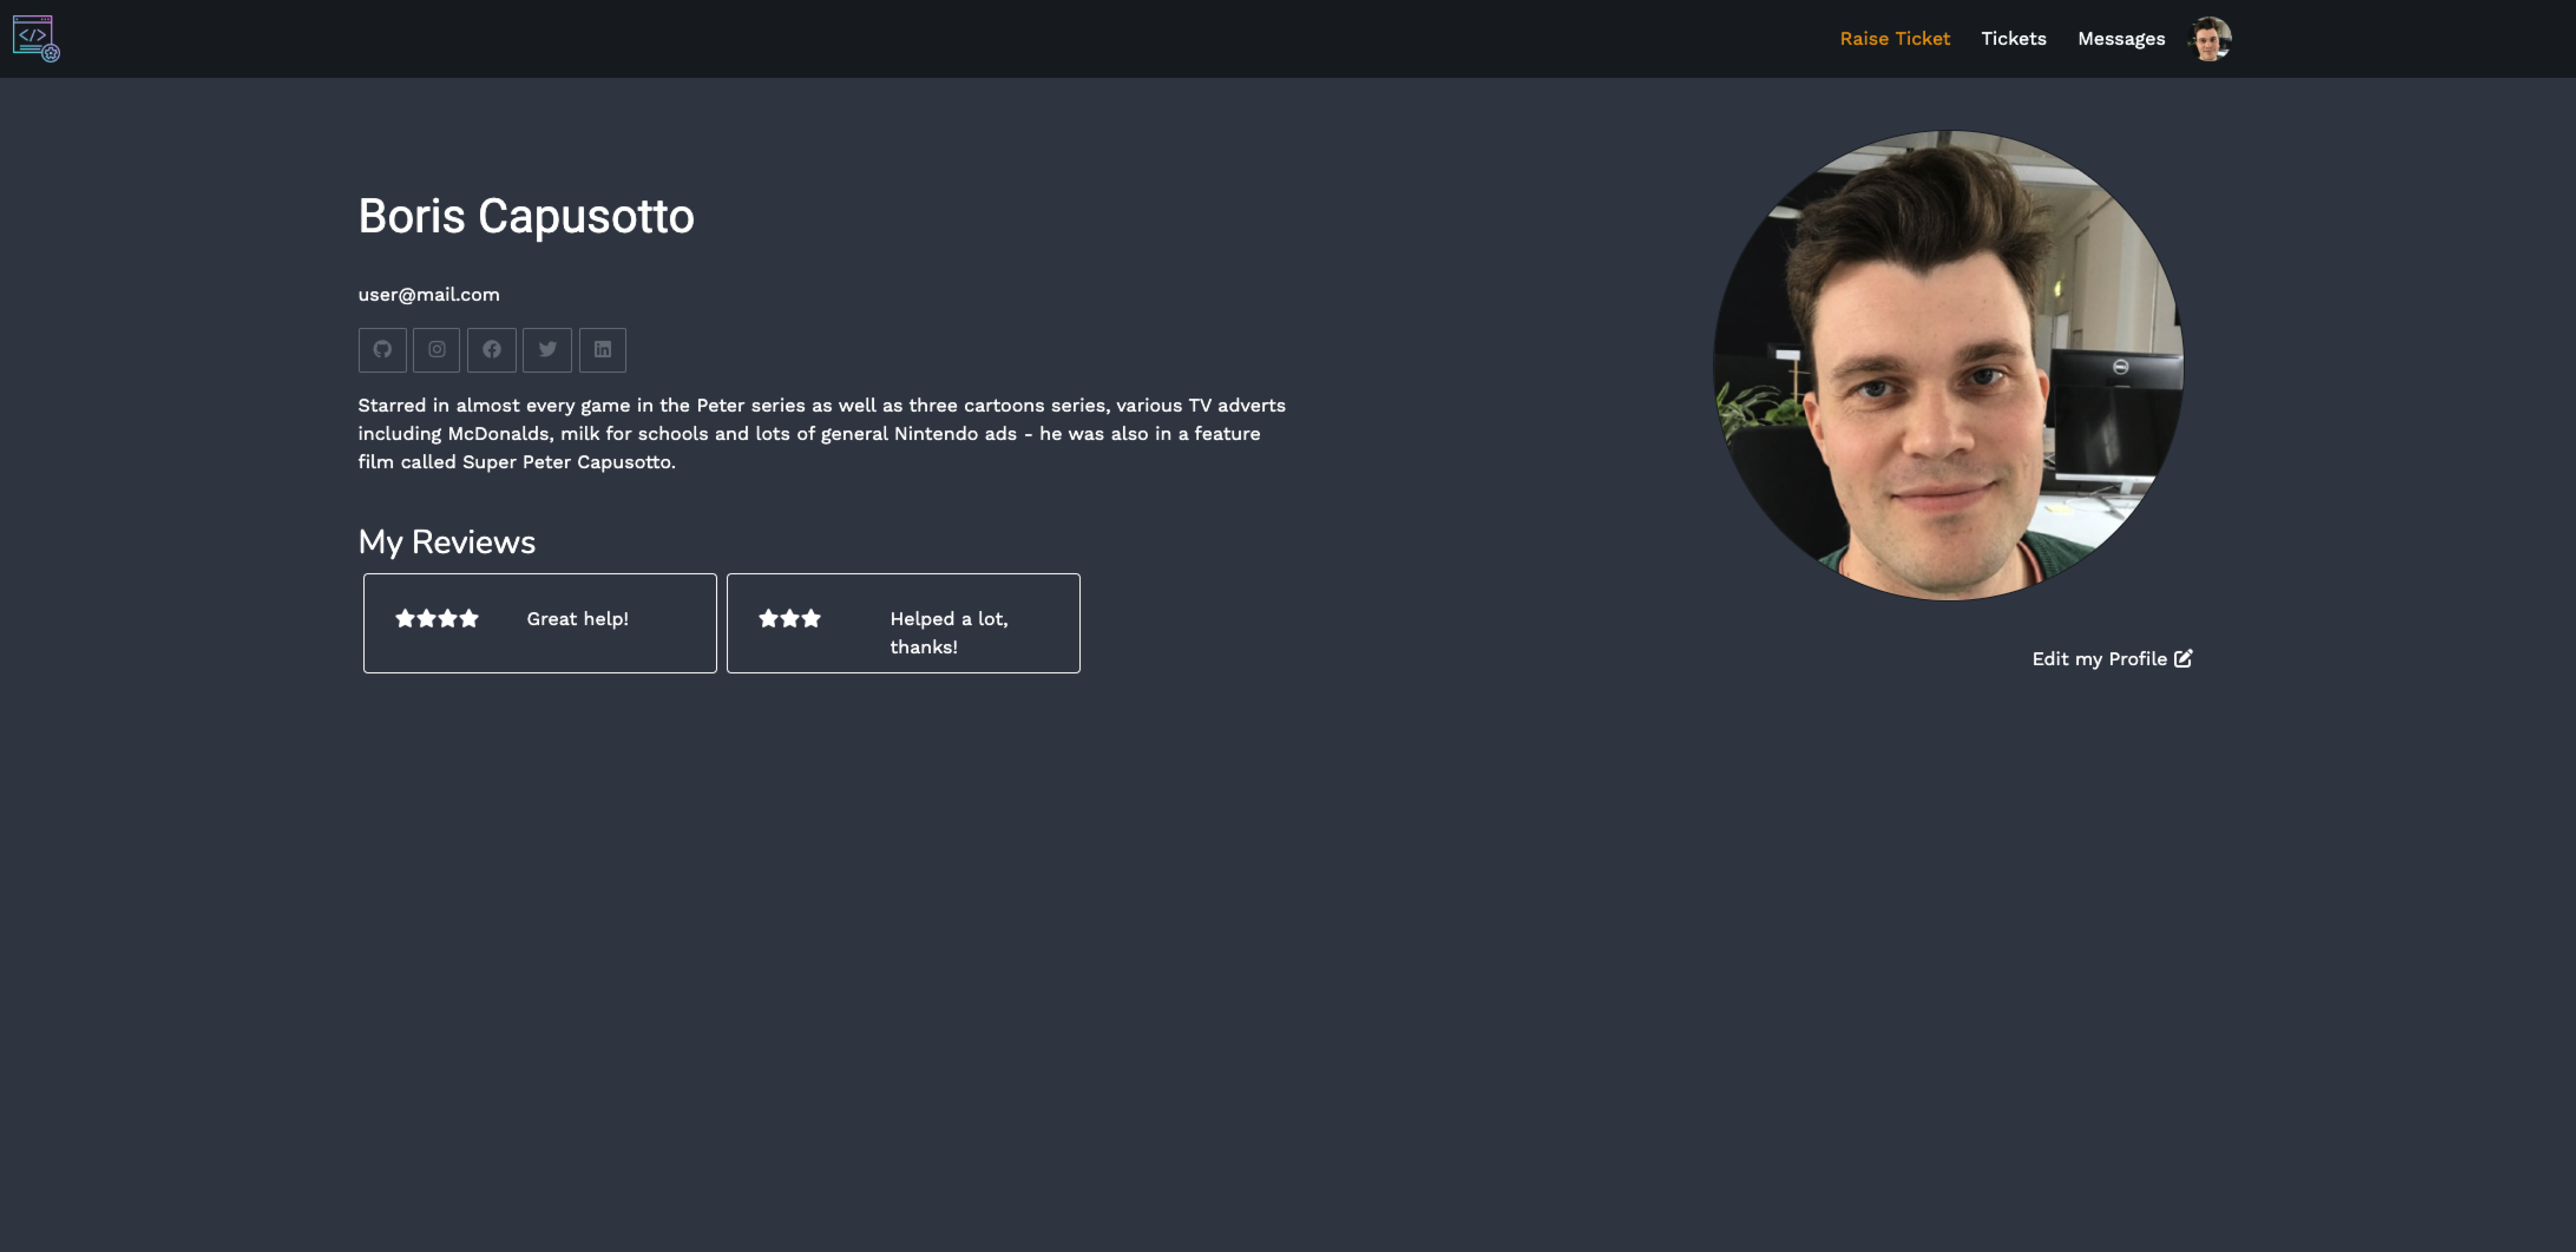 Raise Ticket Tickets Messages
Boris Capusotto
user@mail.com
Starred in almost every game in the Peter series as well as three cartoons series, various TV adverts
including McDonalds, milk for schools and lots of general Nintendo ads - he was also in a feature
film called Super Peter Capusotto.
My Reviews
Great help!
Helped a lot,
thanks!
Edit my Profile